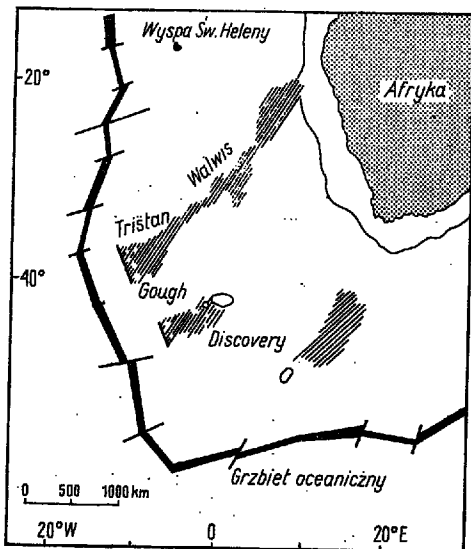 Wyspa Św. Heleny
20°
Afryka
Walwis
Tristan
40°
Gough
Discovery
Grzbiet oceaniczny
0 500 1000 km
20°W 0 20°E